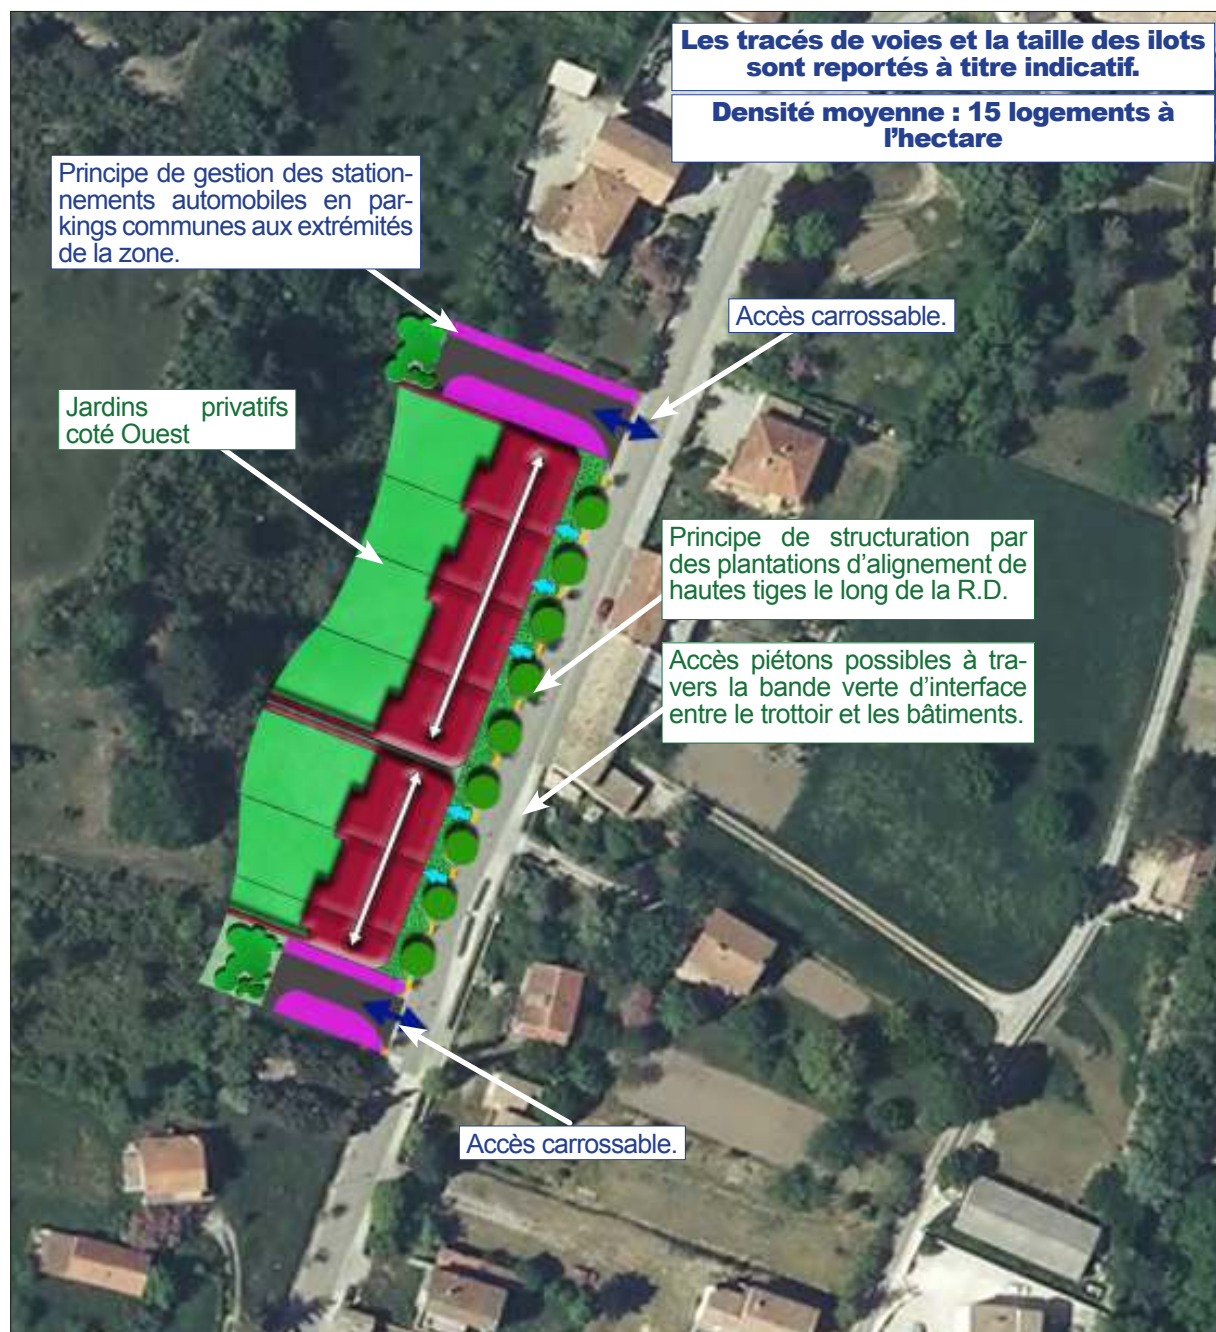 Les tracés de voies et la taille des ilots
sont reportés à titre indicatif.
Densité moyenne : 15 logements à
l'hectare
Principe de gestion des station-
nements automobiles en par-
kings communes aux extrémités
de la zone.
Accès carrossable.
Jardins privatifs
coté Ouest
Principe de structuration par
des plantations d'alignement de
hautes tiges le long de la R.D.
Accès piétons possibles à tra-
vers la bande verte d'interface
entre le trottoir et les bâtiments.
Accès carrossable.